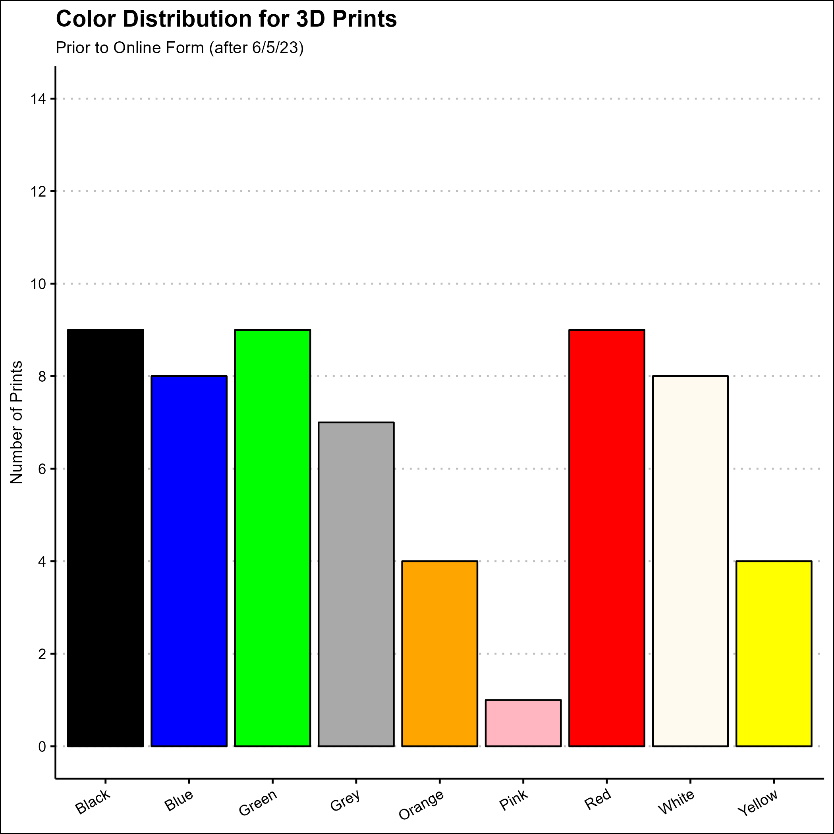 Color Distribution for 3D Prints
Prior to Online Form (after 6/5/23)
14
12
10
8
6
4
2
0
Number of Prints
Black
Blue
Green
Grey
Orange
Pink
Red
White
Yellow